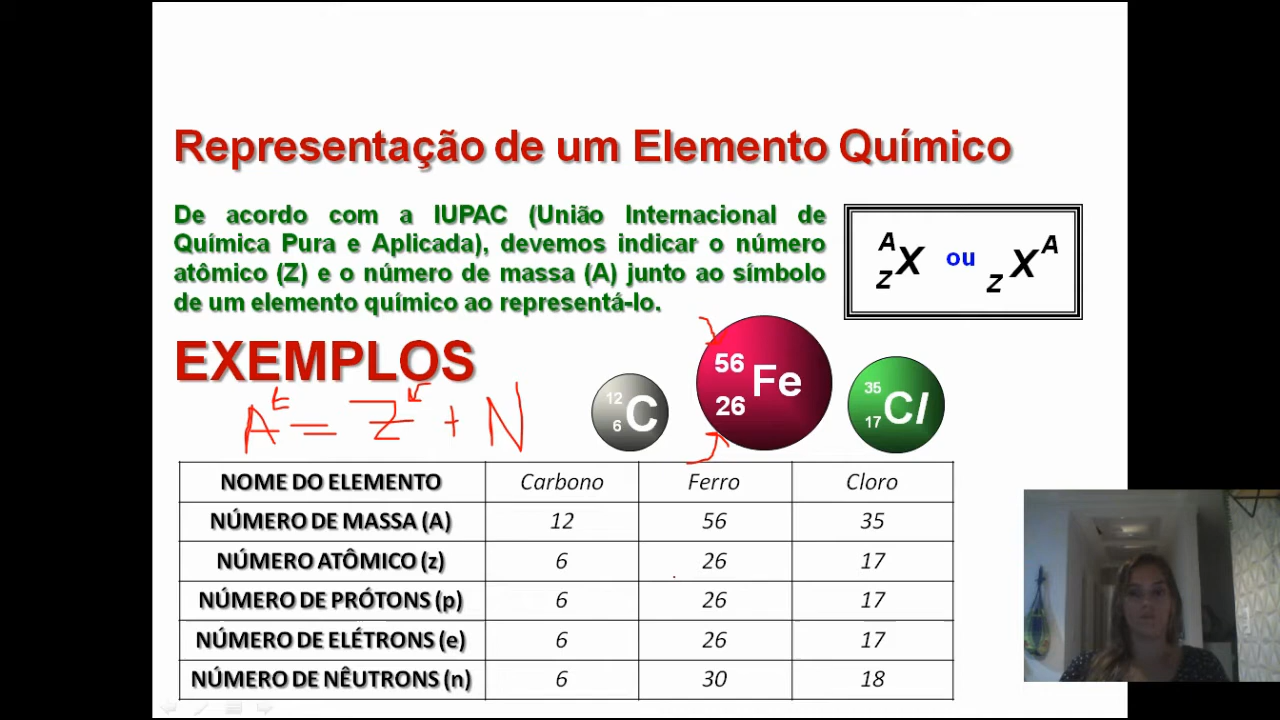 Representação de um Elemento Químico
De acordo com a IUPAC (União Internacional de
Química Pura e Aplicada), devemos indicar o número
atômico (Z) e o número de massa (A) junto ao símbolo
de um elemento químico ao representá-lo.
A
Z X ou Z X A
EXEMPLOS
A = Z + N
12
6 C
56
26 Fe
35
17 Cl
NOME DO ELEMENTO Carbono Ferro Cloro
NÚMERO DE MASSA (A) 12 56 35
NÚMERO ATÔMICO (z) 6 26 17
NÚMERO DE PRÓTONS (p) 6 26 17
NÚMERO DE ELÉTRONS (e) 6 26 17
NÚMERO DE NÊUTRONS (n) 6 30 18